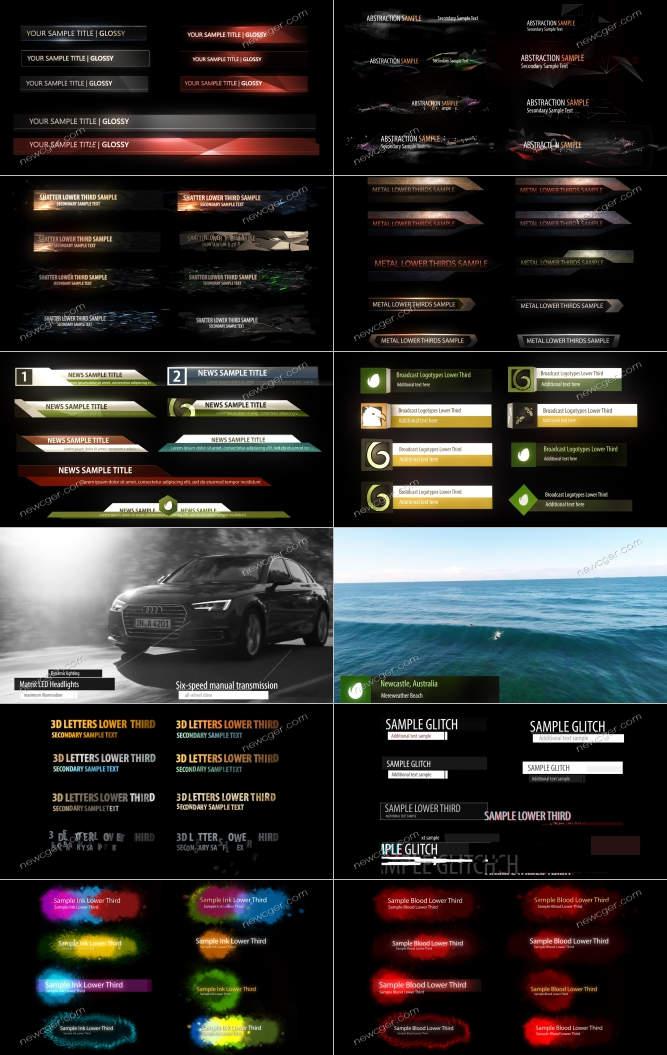 YOUR SAMPLE TITLE | GLOSSY
YOUR SAMPLE TITLE | GLOSSY
YOUR SAMPLE TITLE | GLOSSY
YOUR SAMPLE TITLE | GLOSSY
YOUR SAMPLE TITLE | GLOSSY
YOUR SAMPLE TITLE | GLOSSY
YOUR SAMPLE TITLE | GLOSSY
YOUR SAMPLE TITLE | GLOSSY
ABSTRACTION SAMPLE
Secondary Sample Text
ABSTRACTION SAMPLE
Secondary Sample Text
ABSTRACTION SAMPLE
Secondary Sample Text
ABSTRACTION SAMPLE
Secondary Sample Text
ABSTRACTION SAMPLE
ABSTRACTION SAMPLE
Secondary Sample Text
ABSTRACTION SAMPLE
Secondary Sample Text
SHATTER LOWER THIRD SAMPLE
SECONDARY SAMPLE TEXT
SHATTER LOWER THIRD SAMPLE
SECONDARY SAMPLE TEXT
SHATTER LOWER THIRD SAMPLE
SECONDARY SAMPLE TEXT
SHATTER LOWER THIRD SAMPLE
SHATTER LOWER THIRD SAMPLE
SECONDARY SAMPLE TEXT
SHATTER LOWER THIRD SAMPLE
SECONDARY SAMPLE TEXT
SHATTER LOWER THIRD SAMPLE
SECONDARY SAMPLE TEXT
SHATTER LOWER THIRD SAMPLE
SECONDARY SAMPLE TEXT
METAL LOWER THIRDS SAMPLE
METAL LOWER THIRDS SAMPLE
METAL LOWER THIRDS SAMPLE
METAL LOWER THIRDS SAMPLE
METAL LOWER THIRDS SAMPLE
METAL LOWER THIRDS SAMPLE
METAL LOWER THIRDS SAMPLE
METAL LOWER THIRDS SAMPLE
METAL LOWER THIRDS SAMPLE
METAL LOWER THIRDS SAMPLE
1 NEWS SAMPLE TITLE
2 NEWS SAMPLE TITLE
NEWS SAMPLE TITLE
NEWS SAMPLE TITLE
NEWS SAMPLE TITLE
NEWS SAMPLE TITLE
Lorem ipsum dolor sit amet, consectetur adipiscing elit
NEWS SAMPLE TITLE
Lorem ipsum dolor sit amet, consectetur adipiscing elit, sed do eiusmod tempor incididunt
NEWS SAMPLE NEWS SAMPLE
Broadcast Logotypes Lower Third
Additional text here
Broadcast Logotypes Lower Third
Additional text here
Broadcast Logotypes Lower Third
Additional text here
Broadcast Logotypes Lower Third
Additional text here
Broadcast Logotypes Lower Third
Additional text here
Broadcast Logotypes Lower Third
Additional text here
Broadcast Logotypes Lower Third
Additional text here
Broadcast Logotypes Lower Third
Additional text here
IN A 4201
Dynamic lighting
Matrix LED Headlights
maximum illumination
Six-speed manual transmission
all-wheel drive
Newcastle, Australia
Mereweather Beach
3D LETTERS LOWER THIRD
SECONDARY SAMPLE TEXT
3D LETTERS LOWER THIRD
SECONDARY SAMPLE TEXT
3D LETTERS LOWER THIRD
SECONDARY SAMPLE TEXT
3D LETTERS LOWER THIRD
SECONDARY SAMPLE TEXT
3D LETTERS LOWER THIRD
SECONDARY SAMPLE TEXT
3D LETTERS LOWER THIRD
SECONDARY SAMPLE TEXT
SAMPLE GLITCH
Additional text sample
SAMPLE GLITCH
Additional text sample
SAMPLE GLITCH
Additional text sample
SAMPLE GLITCH
Additional text sample
SAMPLE LOWER THIRD
ADDITIONAL TEXT SAMPLE
SAMPLE LOWER THIRD
xt sample
IPLE GLITCH
Sample Ink Lower Third
Sample Ink Lower Third
Sample Ink Lower Third
Sample Ink Lower Third
Sample Ink Lower Third
Sample Ink Lower Third
Sample Ink Lower Third
Sample Ink Lower Third
Sample Blood Lower Third
Sample Blood Lower Third
Sample Blood Lower Third
Sample Blood Lower Third
Sample Blood Lower Third
Sample Blood Lower Third
Sample Blood Lower Third
Sample Blood Lower Third
newcger.com